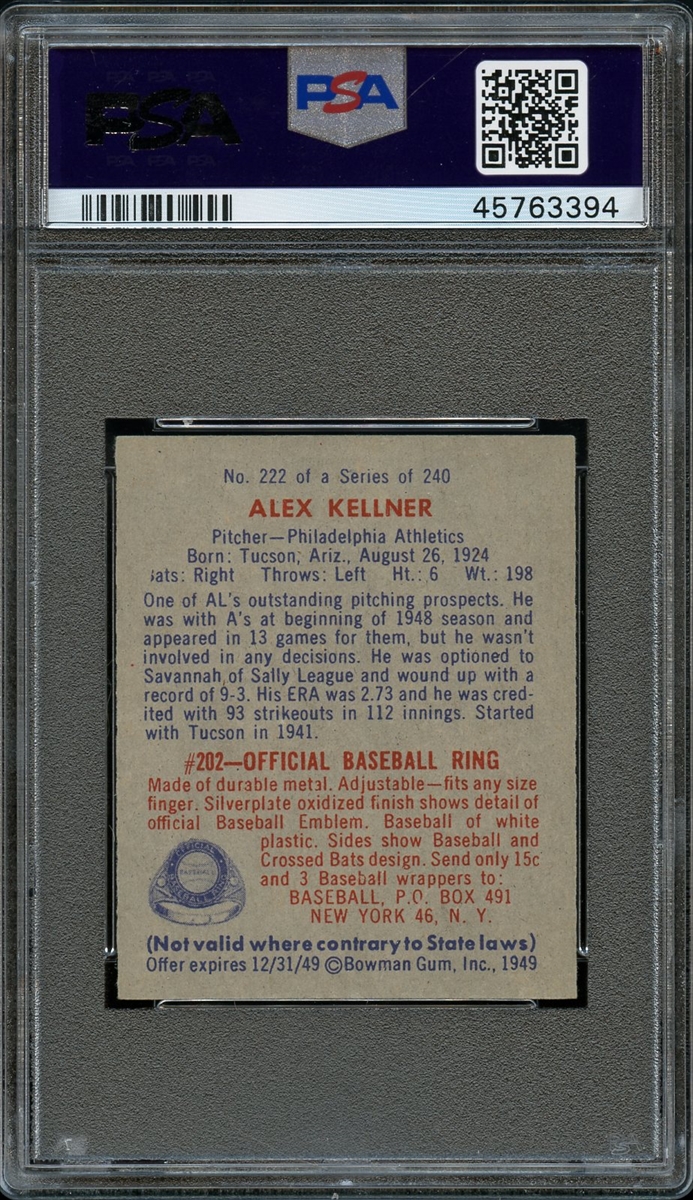 PSA
PSA
45763394
No. 222 of a Series of 240
ALEX KELLNER
Pitcher—Philadelphia Athletics
Born: Tucson, Ariz., August 26, 1924
ats: Right Throws: Left Ht.: 6 Wt.: 198
One of AL's outstanding pitching prospects. He
was with A's at beginning of 1948 season and
appeared in 13 games for them, but he wasn't
involved in any decisions. He was optioned to
Savannah of Sally League and wound up with a
record of 9-3. His ERA was 2.73 and he was cred-
ited with 93 strikeouts in 112 innings. Started
with Tucson in 1941.
#202—OFFICIAL BASEBALL RING
Made of durable metal. Adjustable—fits any size
finger. Silverplate oxidized finish shows detail of
official Baseball Emblem. Baseball of white
plastic. Sides show Baseball and
Crossed Bats design. Send only 15c
and 3 Baseball wrappers to:
BASEBALL, P.O. BOX 491
NEW YORK 46, N. Y.
OFFICIAL
BASEBALL
BASEBALL RING
(Not valid where contrary to State laws)
Offer expires 12/31/49 ©Bowman Gum, Inc., 1949